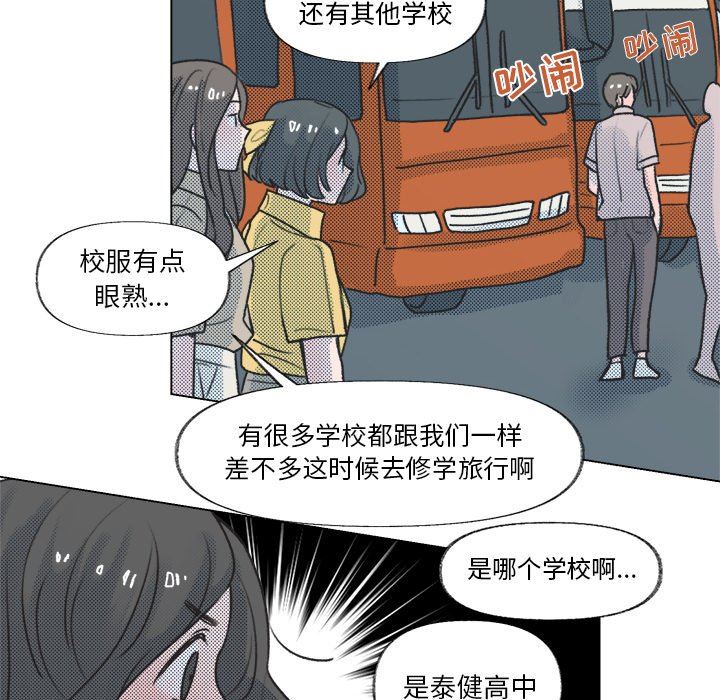 还有其他学校
吵闹
吵闹
校服有点
眼熟...
有很多学校都跟我们一样
差不多这时候去修学旅行啊
是哪个学校啊...
是泰健高中